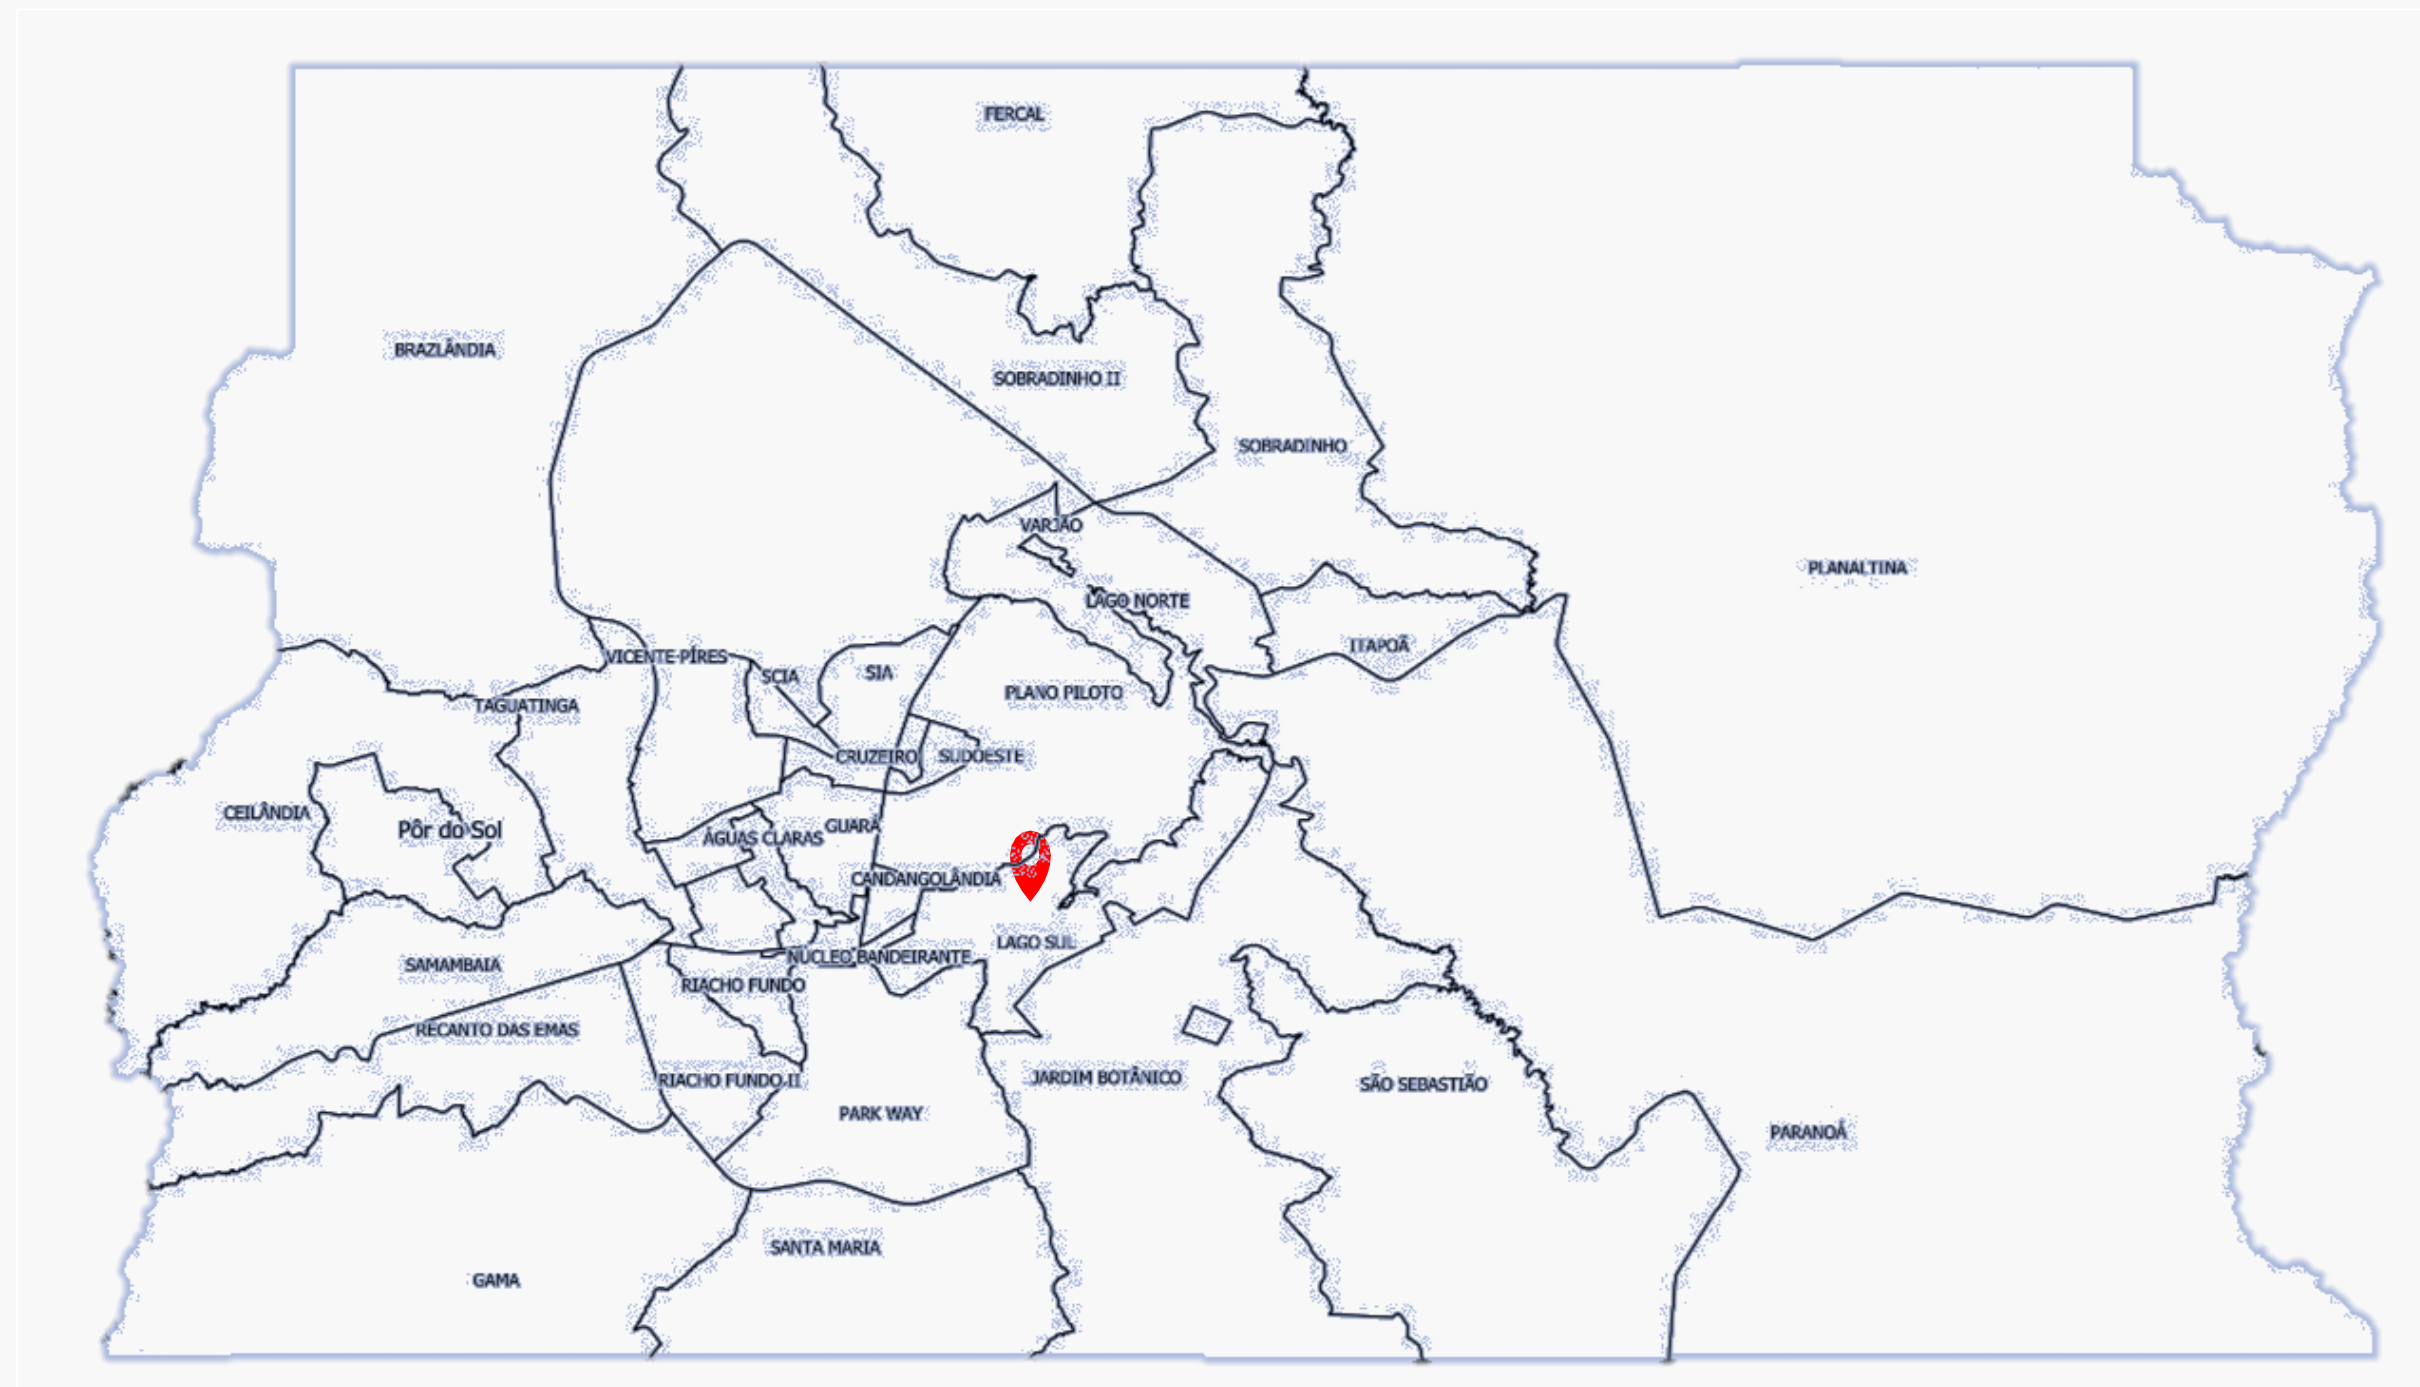 FERCAL
BRAZLÂNDIA
SOBRADINHO II
SOBRADINHO
VARJÃO
PLANALTINA
LAGO NORTE
ITAPOÃ
VICENTE PÍRES
SCIA
SIA
PLANO PILOTO
TAGUATINGA
CRUZEIRO
SUDOESTE
CEILÂNDIA
Pôr do Sol
ÁGUAS CLARAS
GUARÁ
CANDANGOLÂNDIA
LAGO SUL
NÚCLEO BANDEIRANTE
SAMAMBAIA
RIACHO FUNDO
RECANTO DAS EMAS
RIACHO FUNDO II
JARDIM BOTÂNICO
SÃO SEBASTIÃO
PARK WAY
PARANOÁ
SANTA MARIA
GAMA